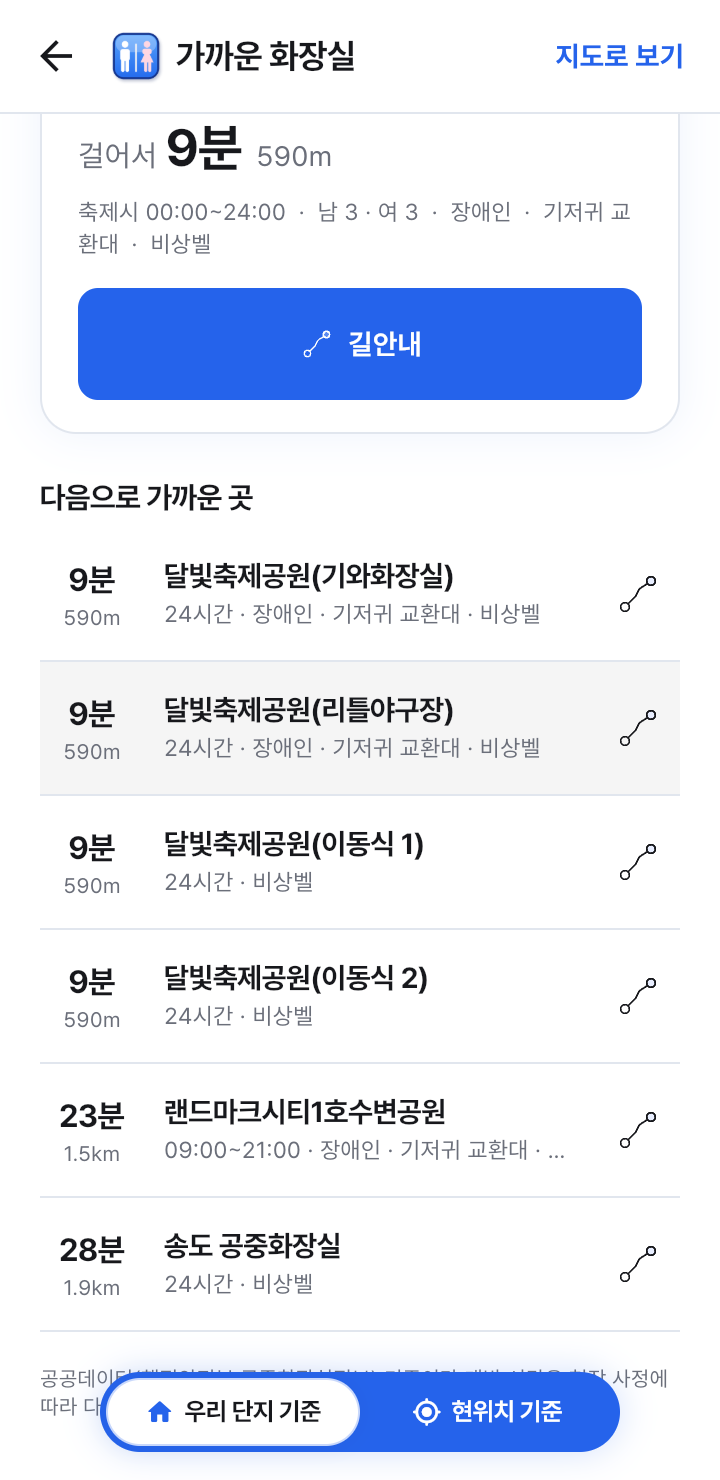 가까운 화장실
지도로 보기
걸어서 9분 590m
축제시 00:00~24:00 · 남 3 · 여 3 · 장애인 · 기저귀 교
환대 · 비상벨
길안내
다음으로 가까운 곳
9분
달빛축제공원(기와화장실)
590m
24시간 · 장애인 · 기저귀 교환대 · 비상벨
9분
달빛축제공원(리틀야구장)
590m
24시간 · 장애인 · 기저귀 교환대 · 비상벨
9분
달빛축제공원(이동식 1)
590m
24시간 · 비상벨
9분
달빛축제공원(이동식 2)
590m
24시간 · 비상벨
23분
랜드마크시티1호수변공원
1.5km
09:00~21:00 · 장애인 · 기저귀 교환대 · ...
28분
송도 공중화장실
1.9km
24시간 · 비상벨
사정에
따라
우리 단지 기준
현위치 기준